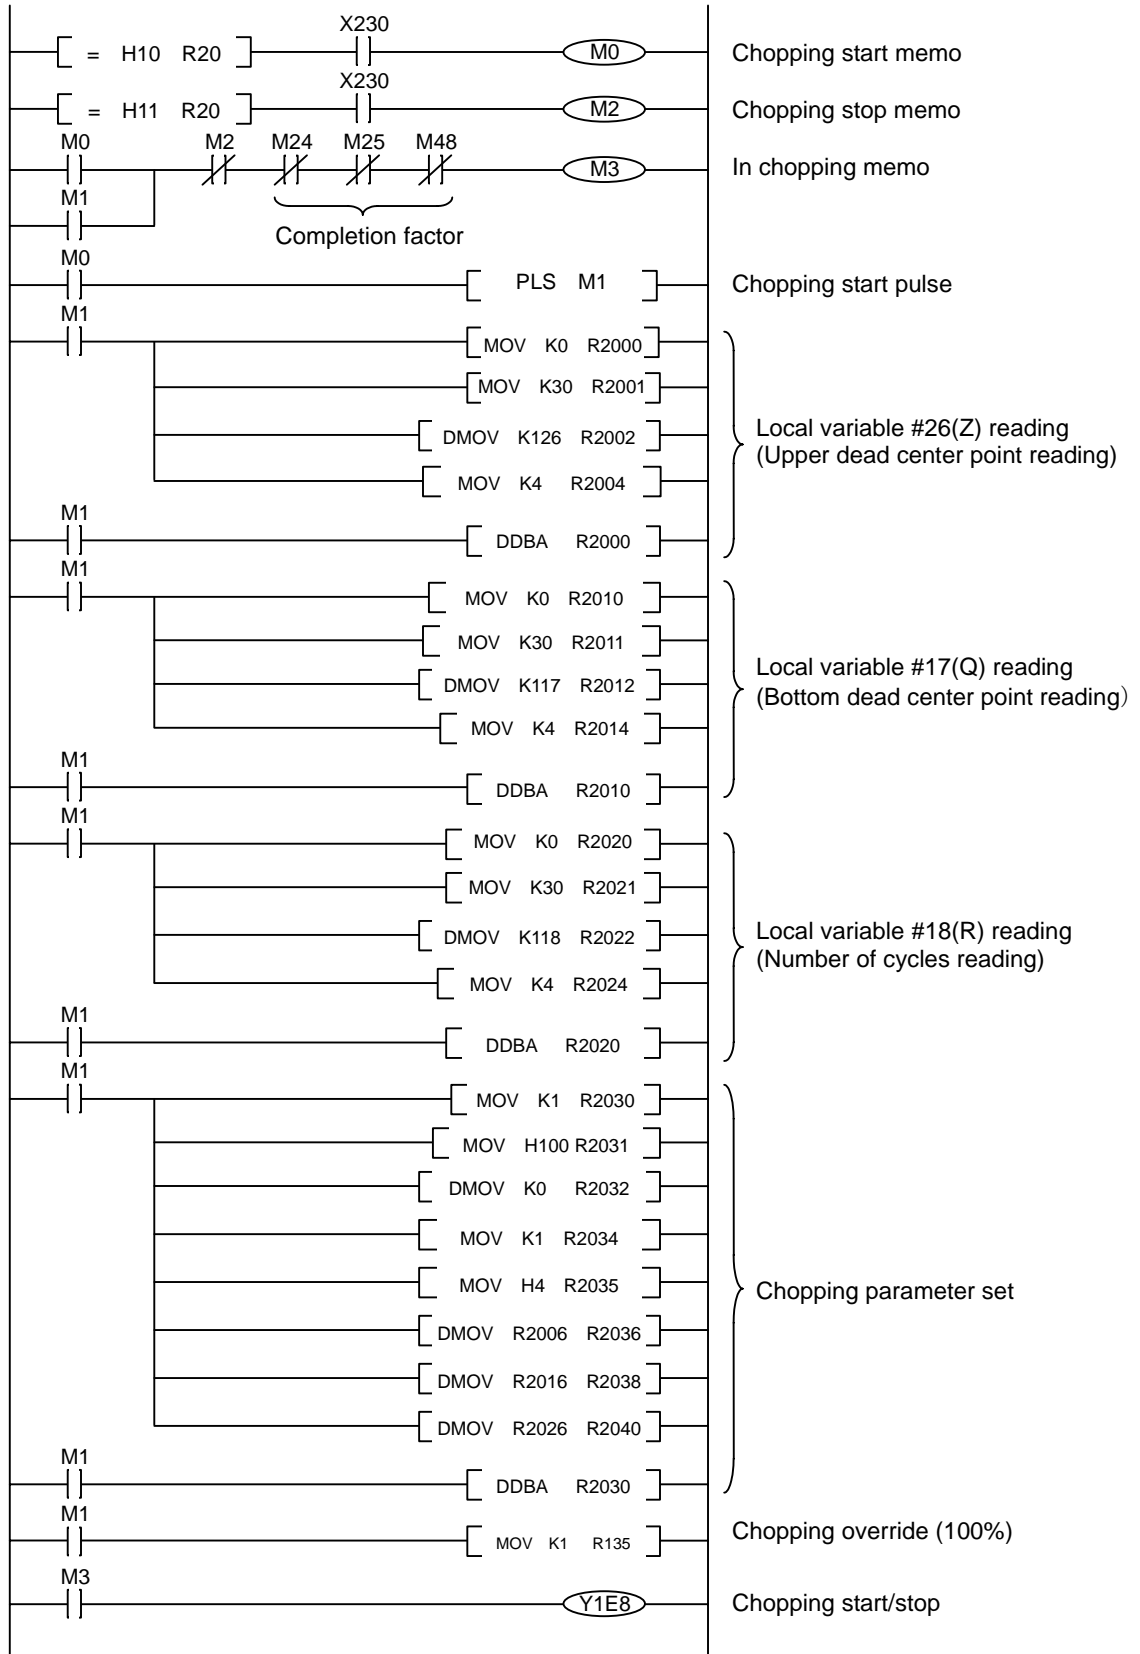 X230
= H10 R20 M0 Chopping start memo
X230
= H11 R20 M2 Chopping stop memo
M0 M2 M24 M25 M48
M3 In chopping memo
M1
Completion factor
M0
PLS M1 Chopping start pulse
M1
MOV K0 R2000
MOV K30 R2001
DMOV K126 R2002
MOV K4 R2004
Local variable #26(Z) reading
(Upper dead center point reading)
M1
DDBA R2000
M1
MOV K0 R2010
MOV K30 R2011
DMOV K117 R2012
MOV K4 R2014
Local variable #17(Q) reading
(Bottom dead center point reading）
M1
DDBA R2010
M1
MOV K0 R2020
MOV K30 R2021
DMOV K118 R2022
MOV K4 R2024
Local variable #18(R) reading
(Number of cycles reading)
M1
DDBA R2020
M1
MOV K1 R2030
MOV H100 R2031
DMOV K0 R2032
MOV K1 R2034
MOV H4 R2035
DMOV R2006 R2036
DMOV R2016 R2038
DMOV R2026 R2040
Chopping parameter set
M1
DDBA R2030
M1
MOV K1 R135 Chopping override (100%)
M3
Y1E8 Chopping start/stop